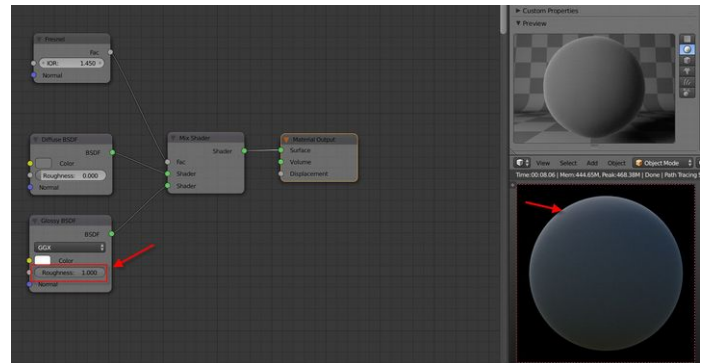 Fresnel
Fac
IOR: 1.450
Normal
Diffuse BSDF
BSDF
Color
Roughness: 0.000
Normal
Glossy BSDF
BSDF
GGX
Color
Roughness: 1.000
Normal
Mix Shader
Shader
Fac
Shader
Shader
Material Output
Surface
Volume
Displacement
Custom Properties
Preview
View Select Add Object Object Mode
Time:00:08.06 | Mem:444.65M, Peak:468.38M | Done | Path Tracing